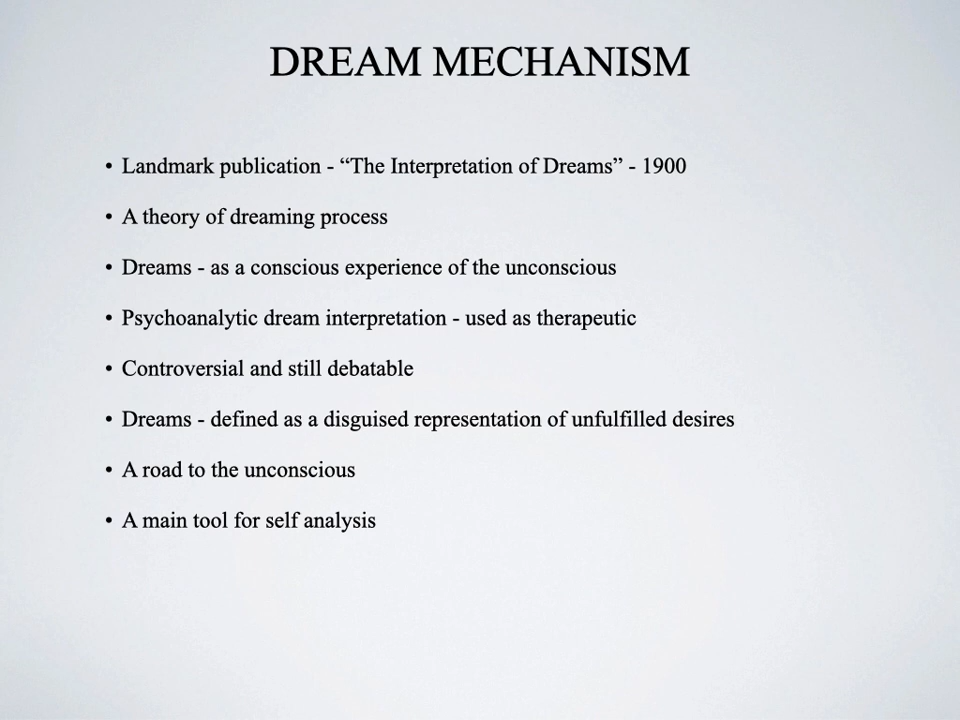 DREAM MECHANISM
• Landmark publication - “The Interpretation of Dreams” - 1900
• A theory of dreaming process
• Dreams - as a conscious experience of the unconscious
• Psychoanalytic dream interpretation - used as therapeutic
• Controversial and still debatable
• Dreams - defined as a disguised representation of unfulfilled desires
• A road to the unconscious
• A main tool for self analysis